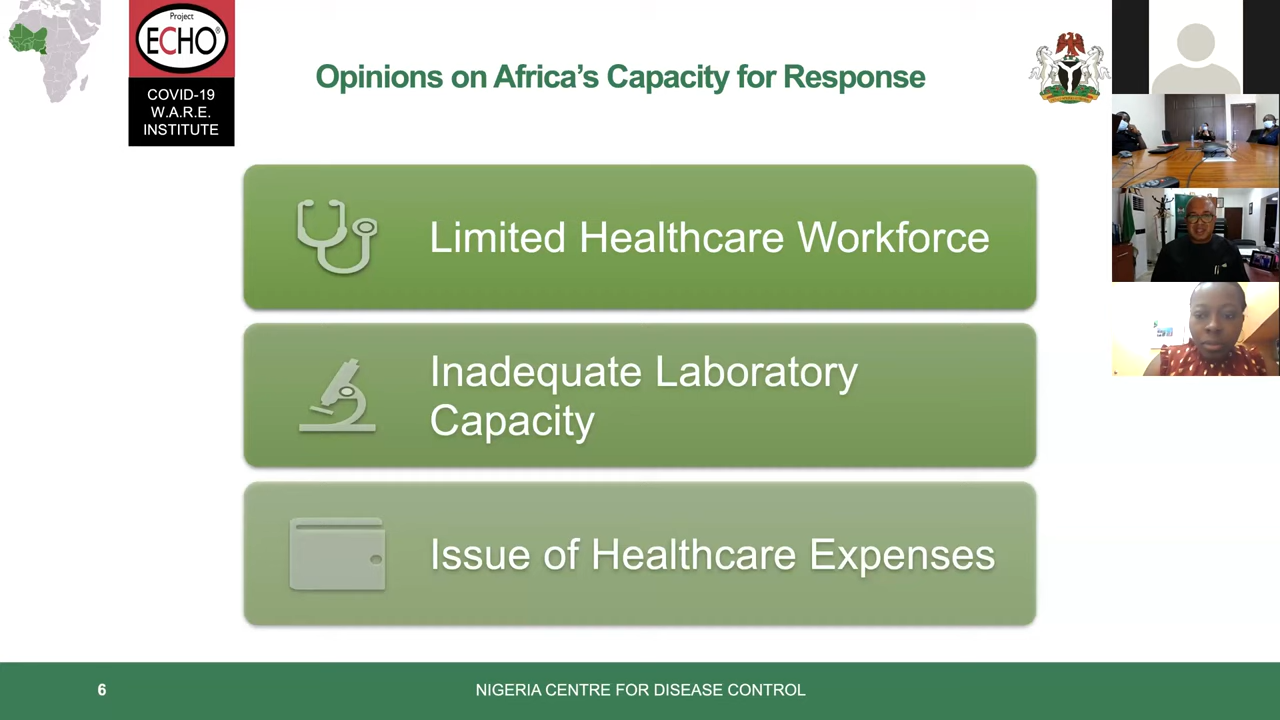 Project
ECHO®
COVID-19
W.A.R.E.
INSTITUTE
Opinions on Africa's Capacity for Response
Limited Healthcare Workforce
Inadequate Laboratory
Capacity
Issue of Healthcare Expenses
6
NIGERIA CENTRE FOR DISEASE CONTROL